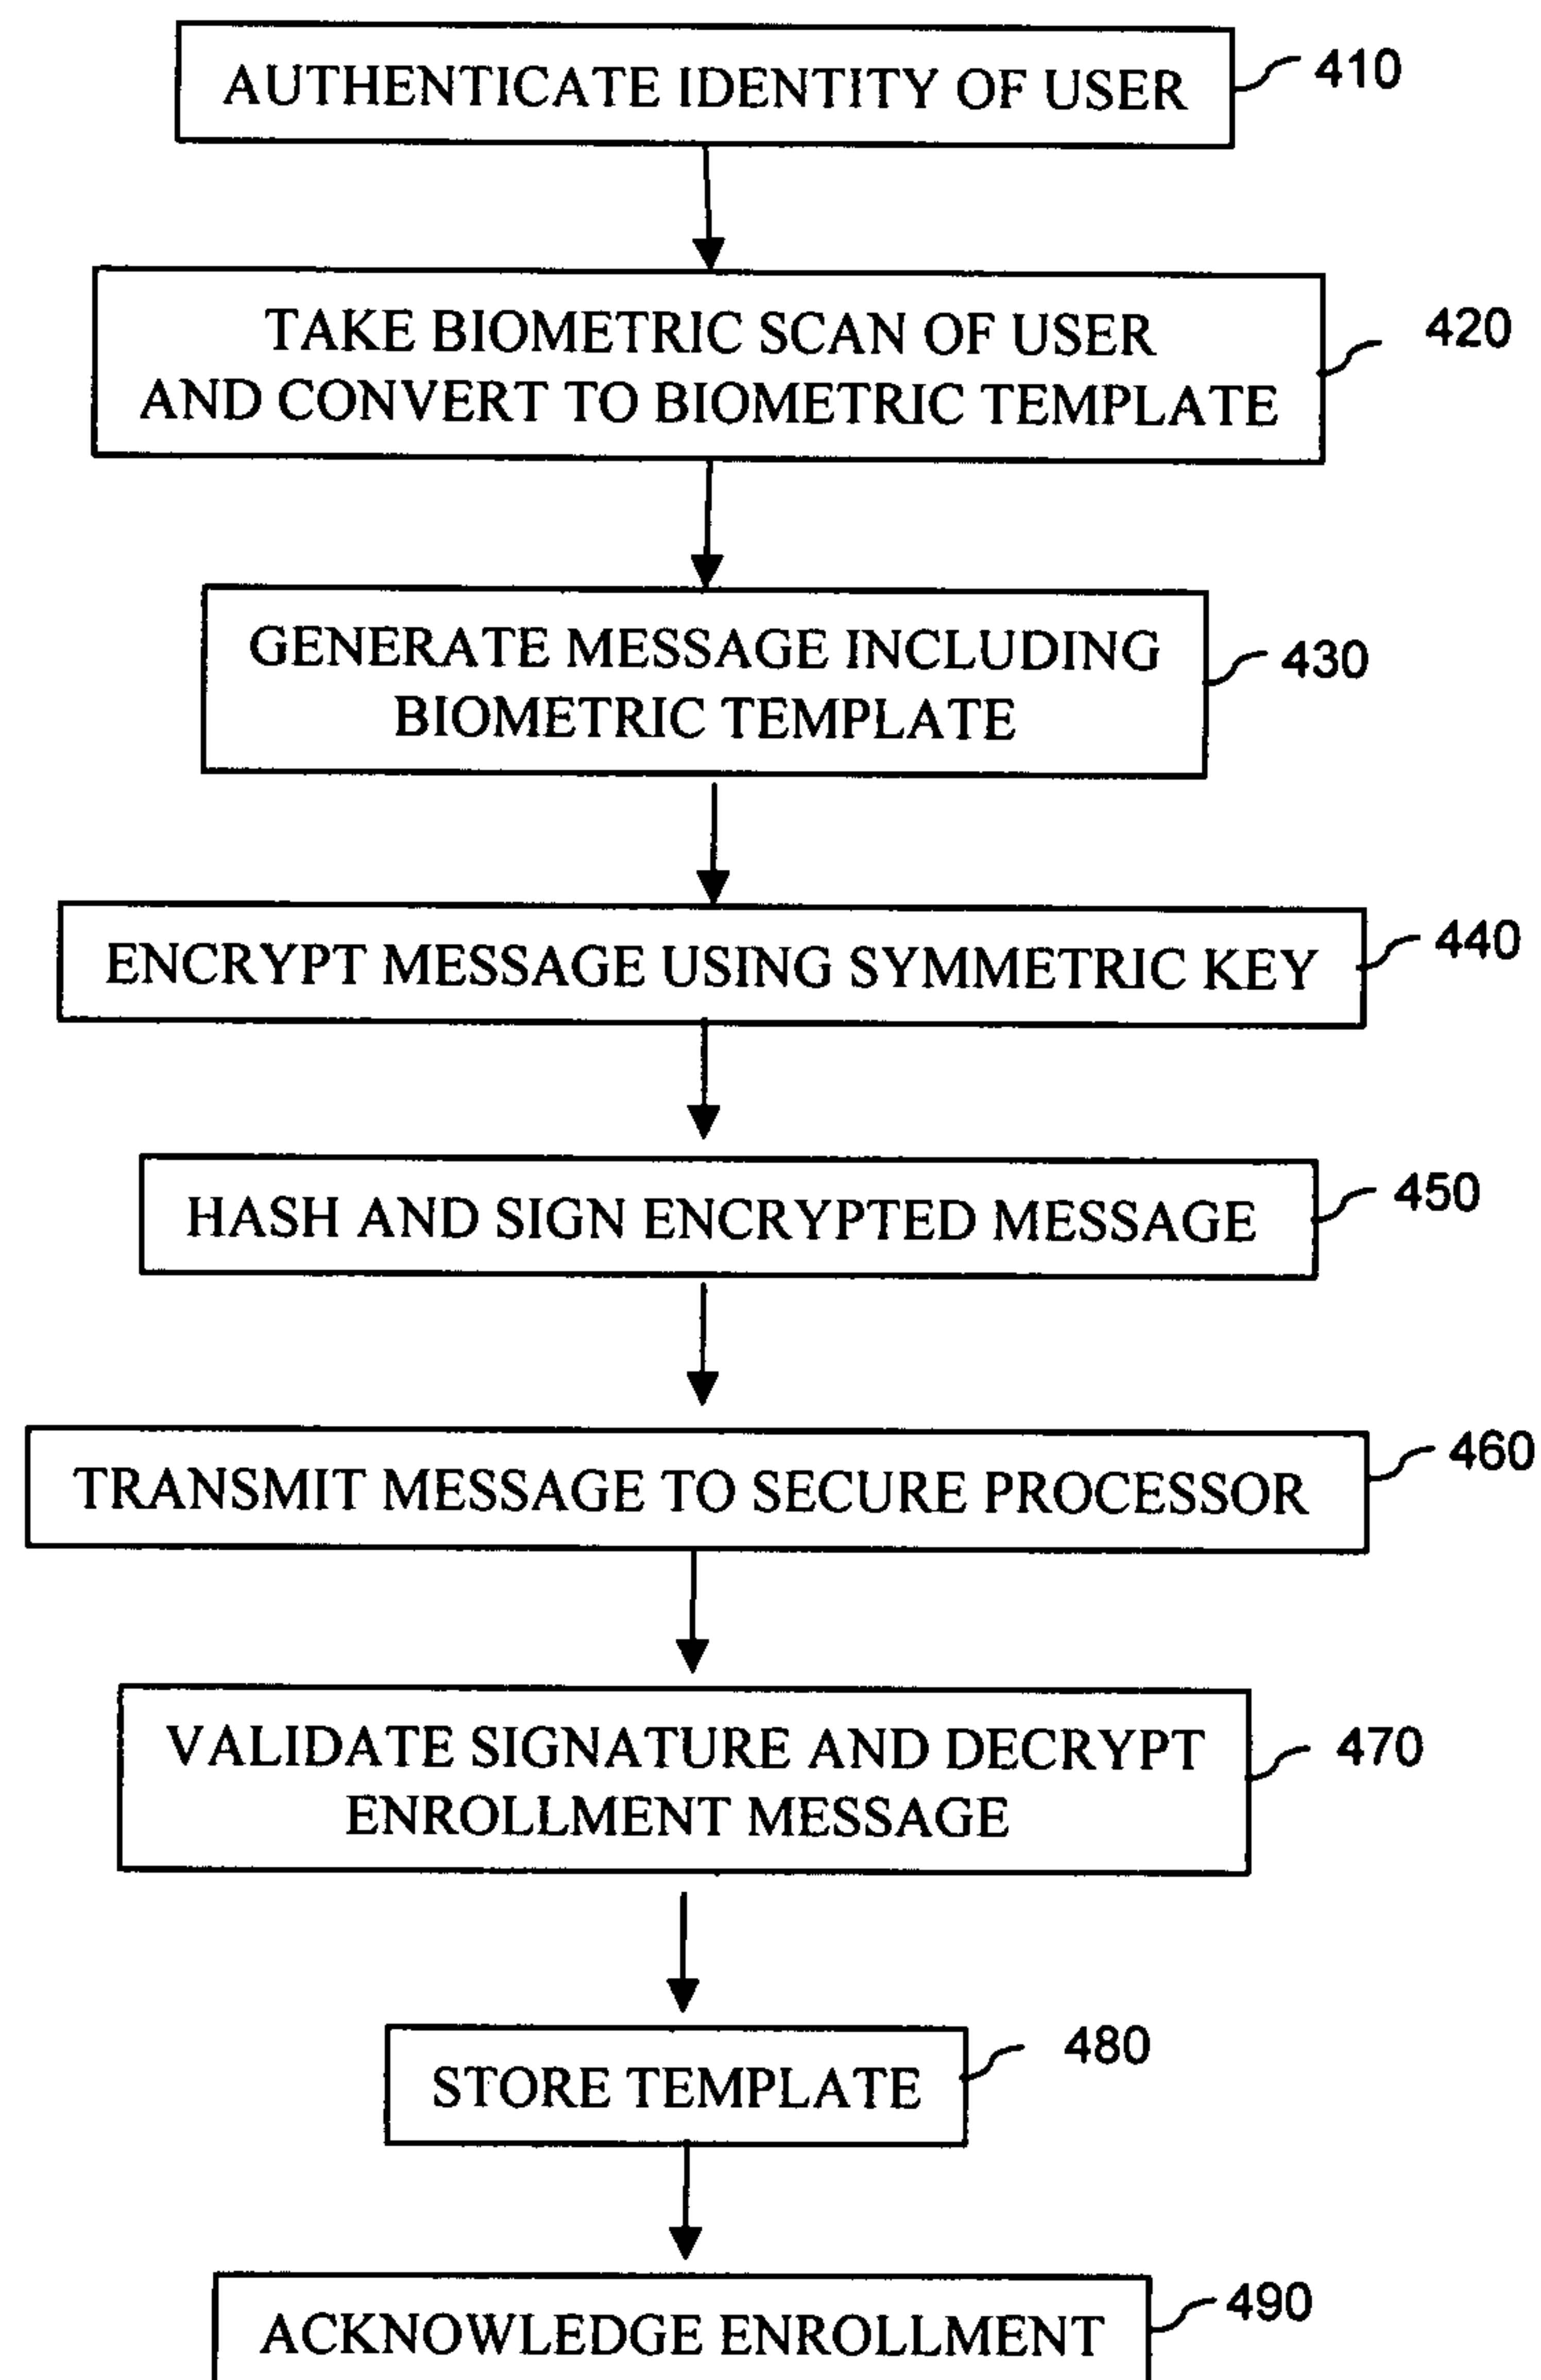 AUTHENTICATE IDENTITY OF USER
410
TAKE BIOMETRIC SCAN OF USER
AND CONVERT TO BIOMETRIC TEMPLATE
420
GENERATE MESSAGE INCLUDING
BIOMETRIC TEMPLATE
430
ENCRYPT MESSAGE USING SYMMETRIC KEY
440
HASH AND SIGN ENCRYPTED MESSAGE
450
TRANSMIT MESSAGE TO SECURE PROCESSOR
460
VALIDATE SIGNATURE AND DECRYPT
ENROLLMENT MESSAGE
470
STORE TEMPLATE
480
ACKNOWLEDGE ENROLLMENT
490